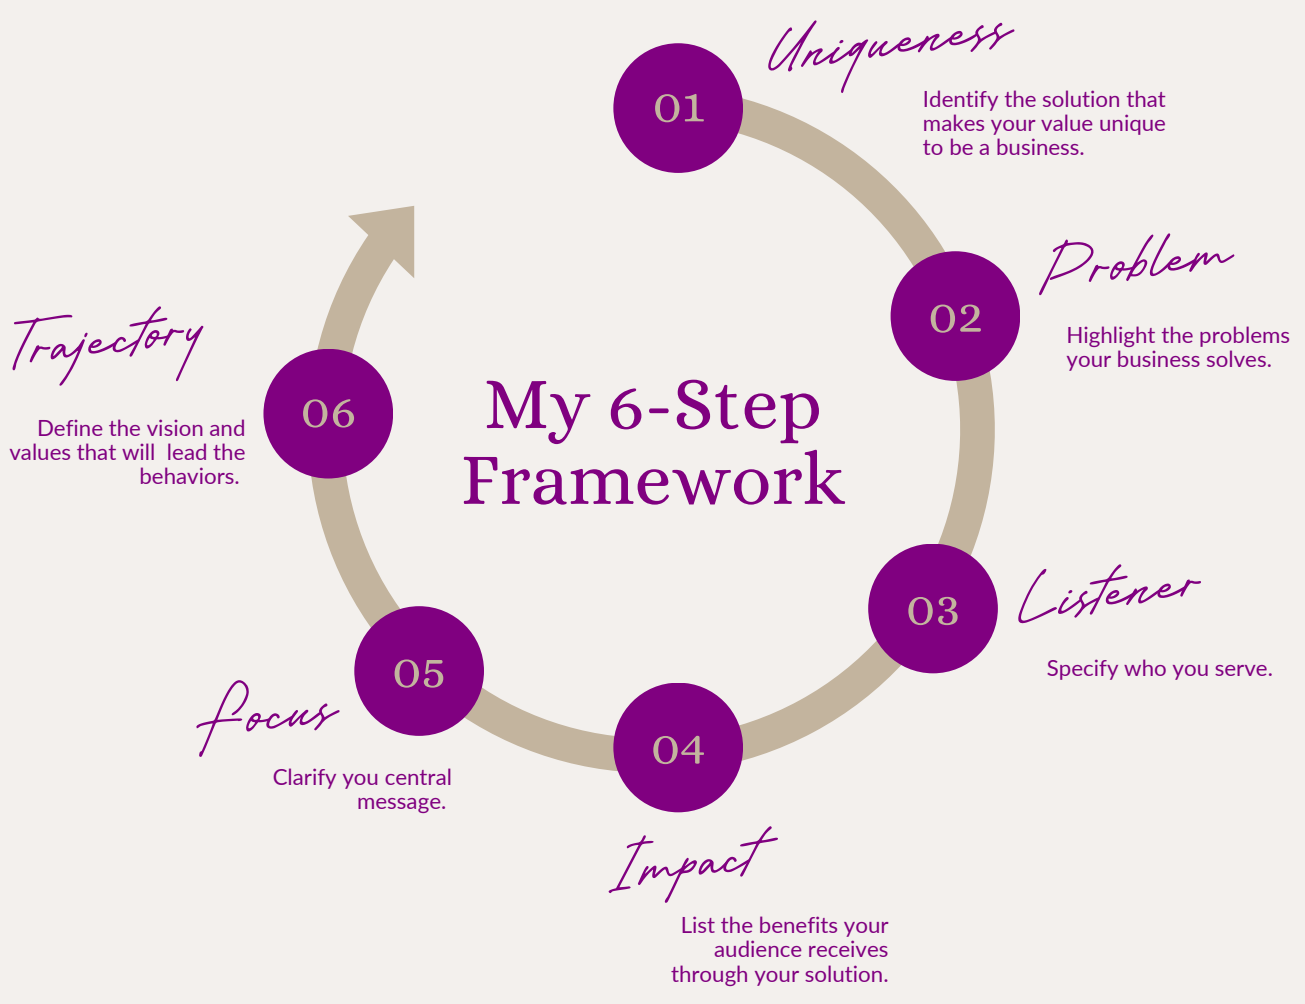 My 6-Step
Framework
01
Uniqueness
Identify the solution that
makes your value unique
to be a business.
02
Problem
Highlight the problems
your business solves.
03
Listener
Specify who you serve.
04
Impact
List the benefits your
audience receives
through your solution.
05
Focus
Clarify you central
message.
06
Trajectory
Define the vision and
values that will  lead the
behaviors.